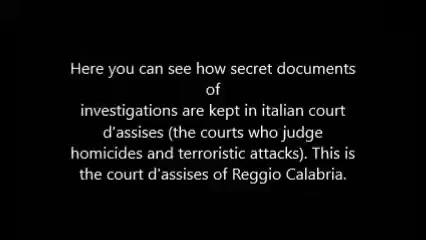 Here you can see how secret documents
of
investigations are kept in italian court
d'assises (the courts who judge
homicides and terroristic attacks). This is
the court d'assises of Reggio Calabria.